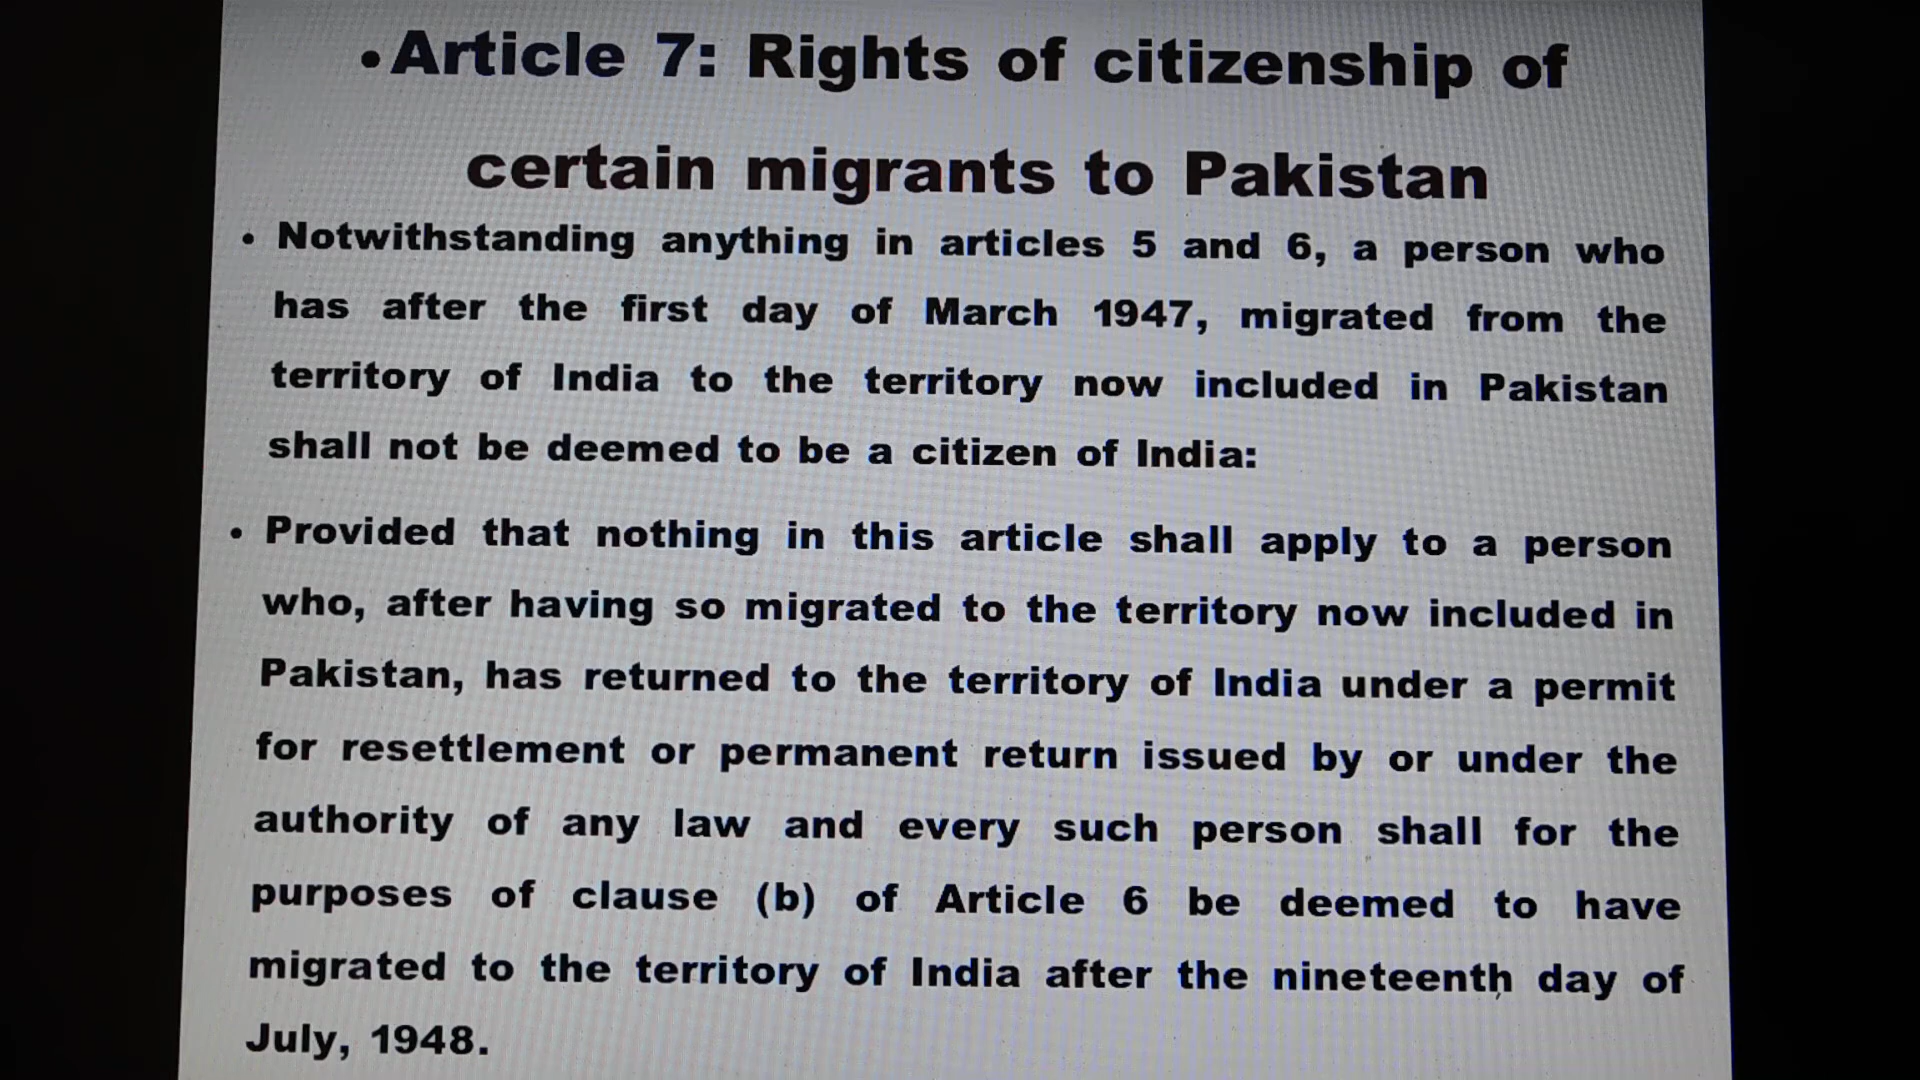 •Article 7: Rights of citizenship of
certain migrants to Pakistan
• Notwithstanding anything in articles 5 and 6, a person who
has after the first day of March 1947, migrated from the
territory of India to the territory now included in Pakistan
shall not be deemed to be a citizen of India:
• Provided that nothing in this article shall apply to a person
who, after having so migrated to the territory now included in
Pakistan, has returned to the territory of India under a permit
for resettlement or permanent return issued by or under the
authority of any law and every such person shall for the
purposes of clause (b) of Article 6 be deemed to have
migrated to the territory of India after the nineteenth day of
July, 1948.